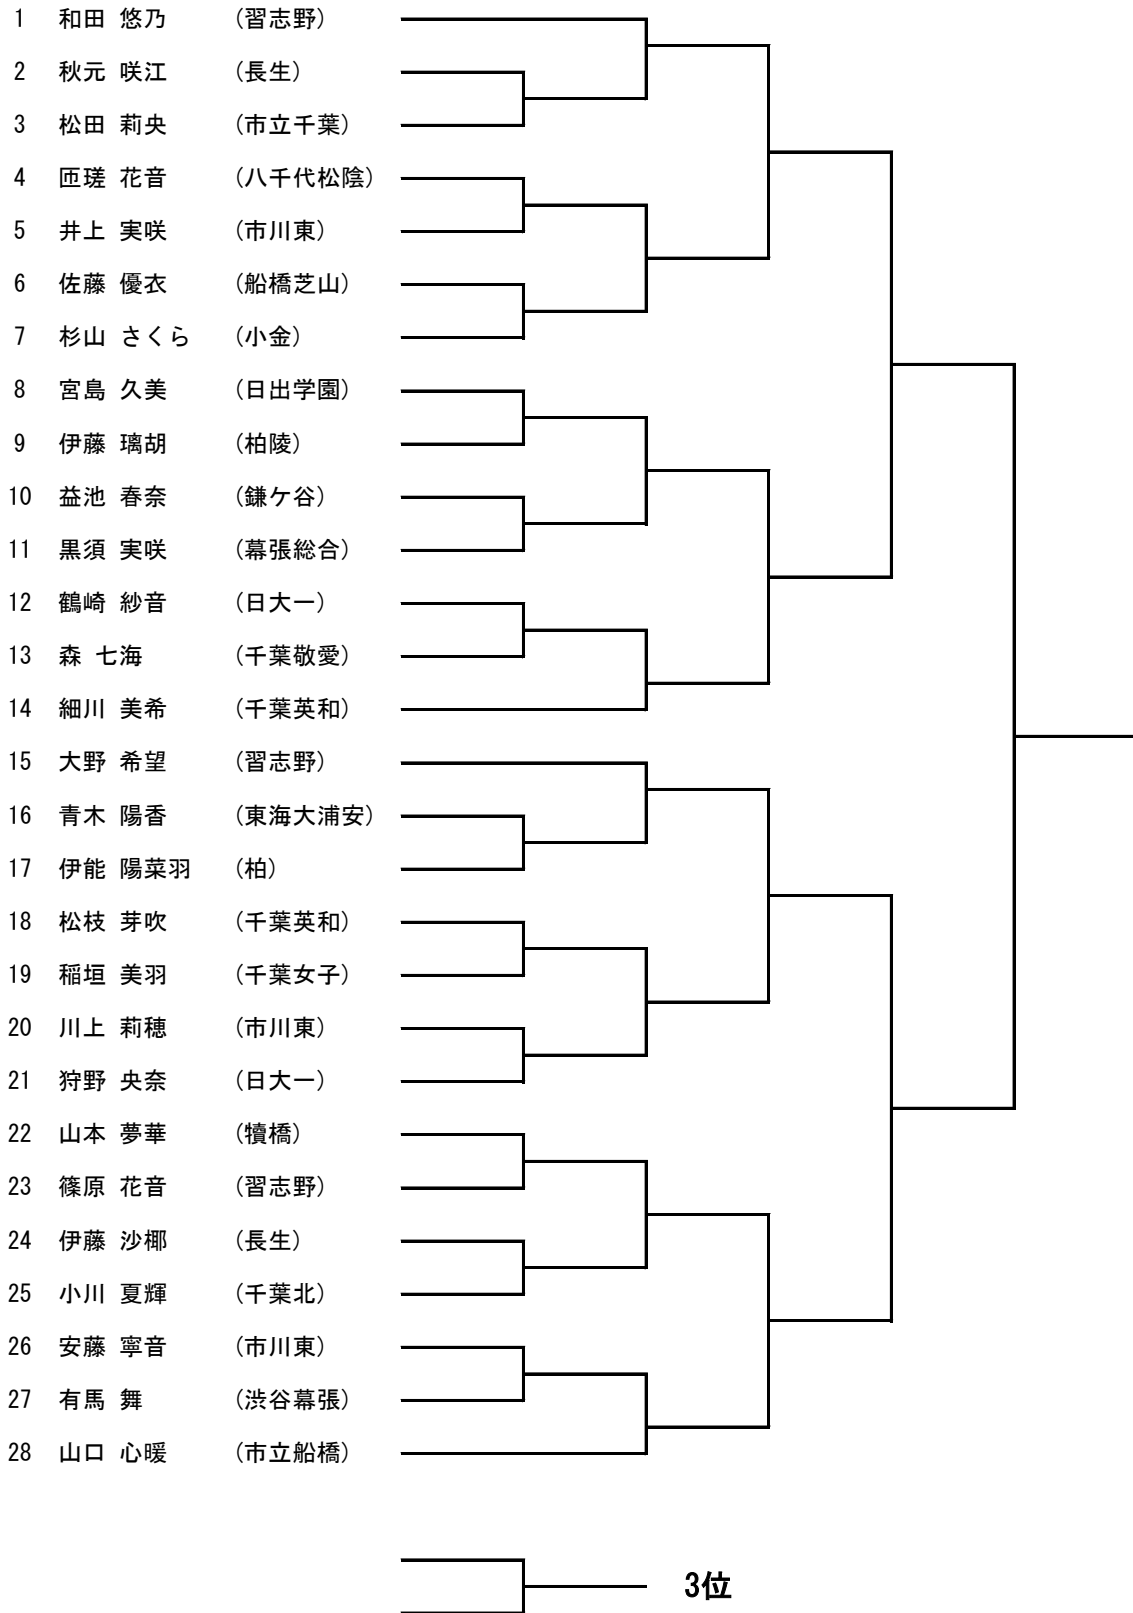 1 和田 悠乃 (習志野)
2 秋元 咲江 (長生)
3 松田 莉央 (市立千葉)
4 匝瑳 花音 (八千代松陰)
5 井上 実咲 (市川東)
6 佐藤 優衣 (船橋芝山)
7 杉山 さくら (小金)
8 宮島 久美 (日出学園)
9 伊藤 璃胡 (柏陵)
10 益池 春奈 (鎌ケ谷)
11 黒須 実咲 (幕張総合)
12 鶴崎 紗音 (日大一)
13 森 七海 (千葉敬愛)
14 細川 美希 (千葉英和)
15 大野 希望 (習志野)
16 青木 陽香 (東海大浦安)
17 伊能 陽菜羽 (柏)
18 松枝 芽吹 (千葉英和)
19 稲垣 美羽 (千葉女子)
20 川上 莉穂 (市川東)
21 狩野 央奈 (日大一)
22 山本 夢華 (犢橋)
23 篠原 花音 (習志野)
24 伊藤 沙椰 (長生)
25 小川 夏輝 (千葉北)
26 安藤 寧音 (市川東)
27 有馬 舞 (渋谷幕張)
28 山口 心暖 (市立船橋)
3位